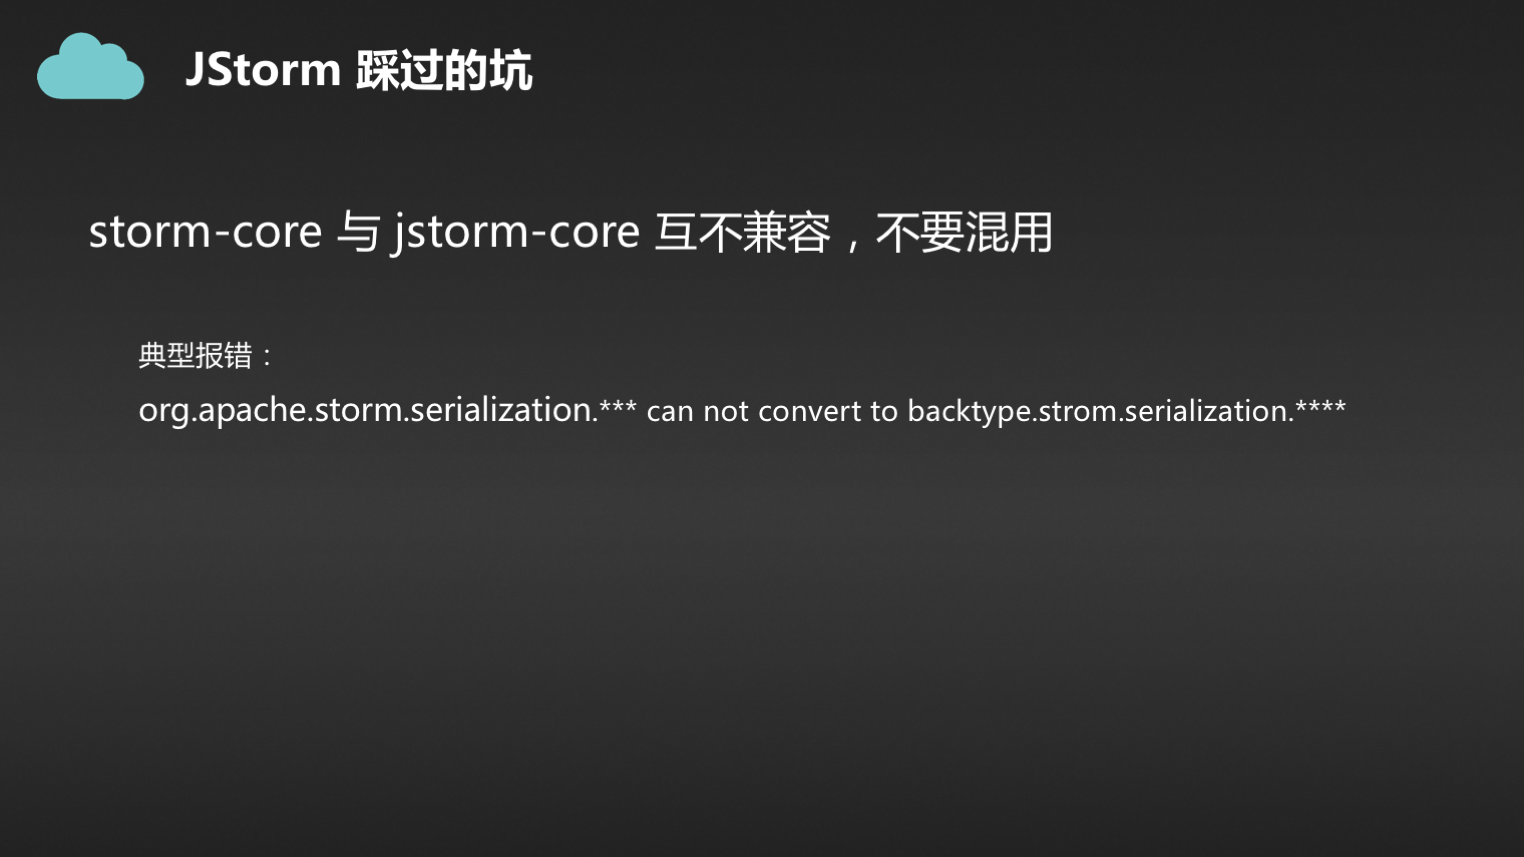 JStorm 踩过的坑
storm-core 与 jstorm-core 互不兼容，不要混用
典型报错：
org.apache.storm.serialization.*** can not convert to backtype.strom.serialization.****